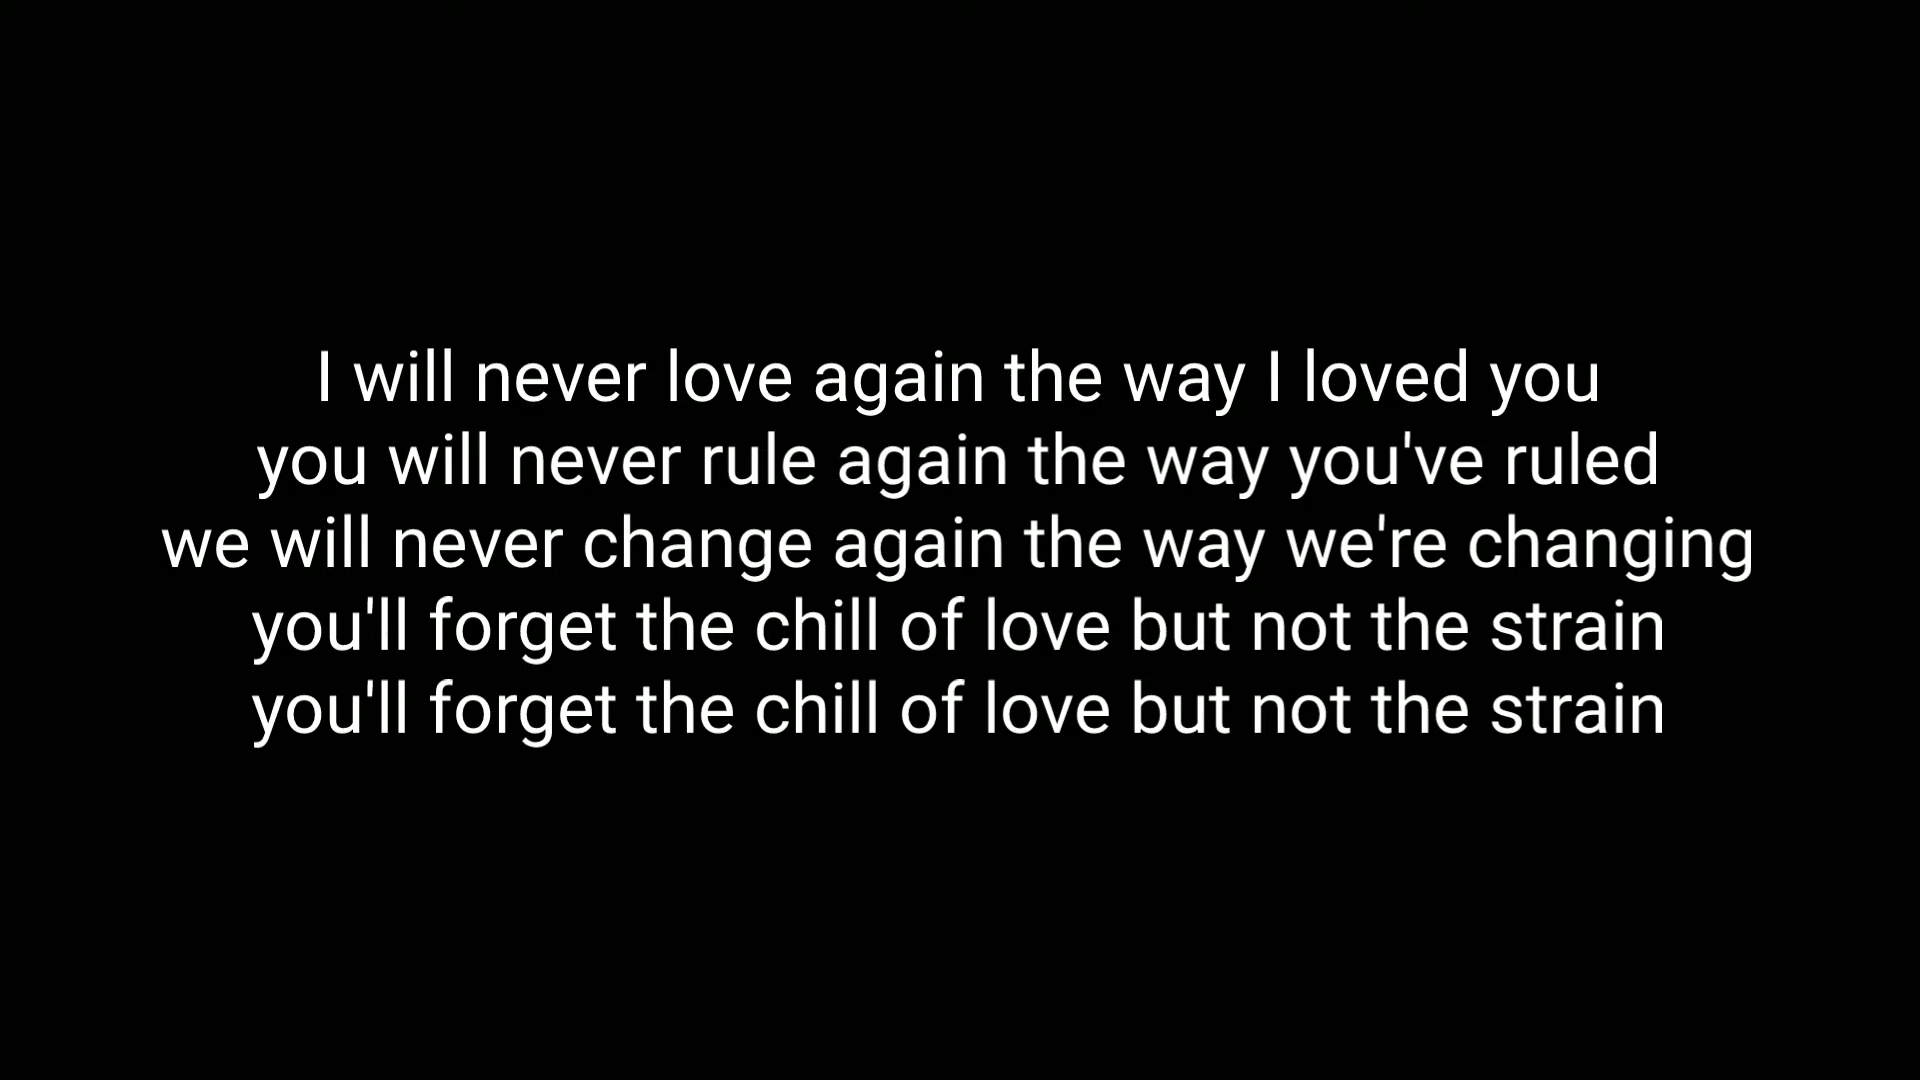 I will never love again the way I loved you
you will never rule again the way you've ruled
we will never change again the way we're changing
you'll forget the chill of love but not the strain
you'll forget the chill of love but not the strain